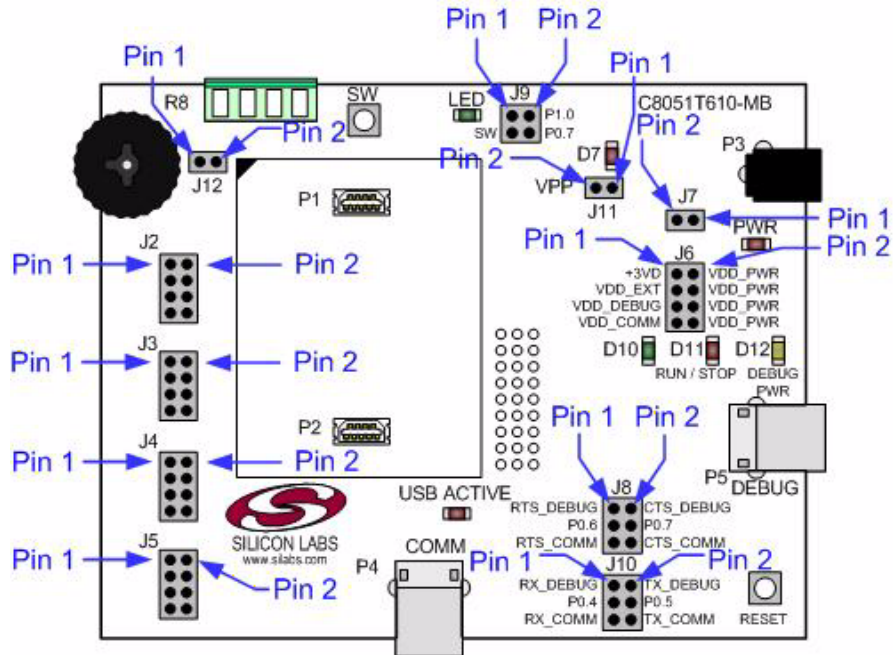 Pin 1 Pin 2
Pin 1
Pin 1
R8
SW
LED
J9
P1.0
SW P0.7
C8051T610-MB
Pin 2
Pin 2
P3
D7
Pin 2
J12
VPP
J11
P1
J7
Pin 1
PWR
Pin 1
Pin 2
J6
J2
Pin 1 Pin 2
+3VD VDD_PWR
VDD_EXT VDD_PWR
VDD_DEBUG VDD_PWR
VDD_COMM VDD_PWR
J3
Pin 1 Pin 2
D10 D11 D12
RUN / STOP DEBUG
PWR
P2
Pin 1 Pin 2
J4
Pin 1 Pin 2
P5
DEBUG
J8
USB ACTIVE
RTS_DEBUG CTS_DEBUG
P0.6 P0.7
RTS_COMM CTS_COMM
SILICON LABS
www.silabs.com
J5
Pin 1 Pin 2
P4
COMM
Pin 1 Pin 2
J10
RX_DEBUG TX_DEBUG
P0.4 P0.5
RX_COMM TX_COMM
RESET